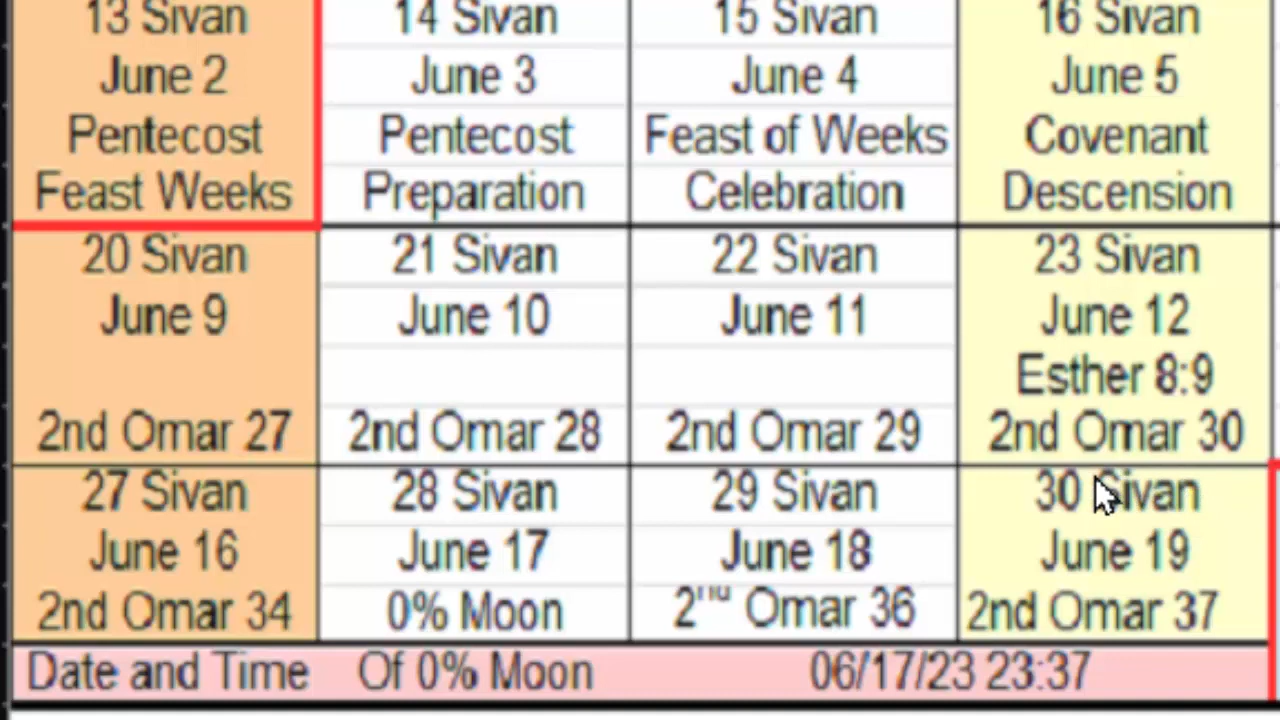 13 Sivan 14 Sivan 15 Sivan 16 Sivan
June 2 June 3 June 4 June 5
Pentecost Pentecost Feast of Weeks Covenant
Feast Weeks Preparation Celebration Descension
20 Sivan 21 Sivan 22 Sivan 23 Sivan
June 9 June 10 June 11 June 12
Esther 8:9
2nd Omar 27 2nd Omar 28 2nd Omar 29 2nd Omar 30
27 Sivan 28 Sivan 29 Sivan 30 Sivan
June 16 June 17 June 18 June 19
2nd Omar 34 0% Moon 2nd Omar 36 2nd Omar 37
Date and Time Of 0% Moon 06/17/23 23:37